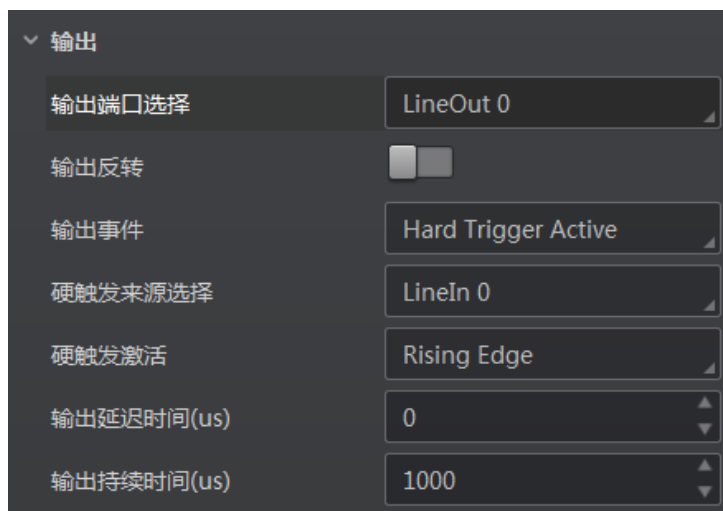 输出
输出端口选择 LineOut 0
输出反转
输出事件 Hard Trigger Active
硬触发来源选择 LineIn 0
硬触发激活 Rising Edge
输出延迟时间(us) 0
输出持续时间(us) 1000